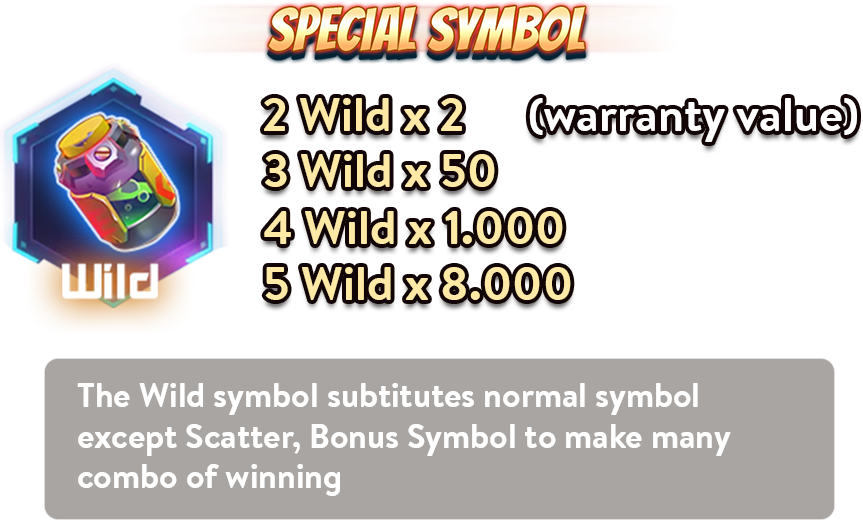 SPECIAL SYMBOL
2 Wild x 2 (warranty value)
3 Wild x 50
4 Wild x 1.000
5 Wild x 8.000
Wild
The Wild symbol subtitutes normal symbol
except Scatter, Bonus Symbol to make many
combo of winning